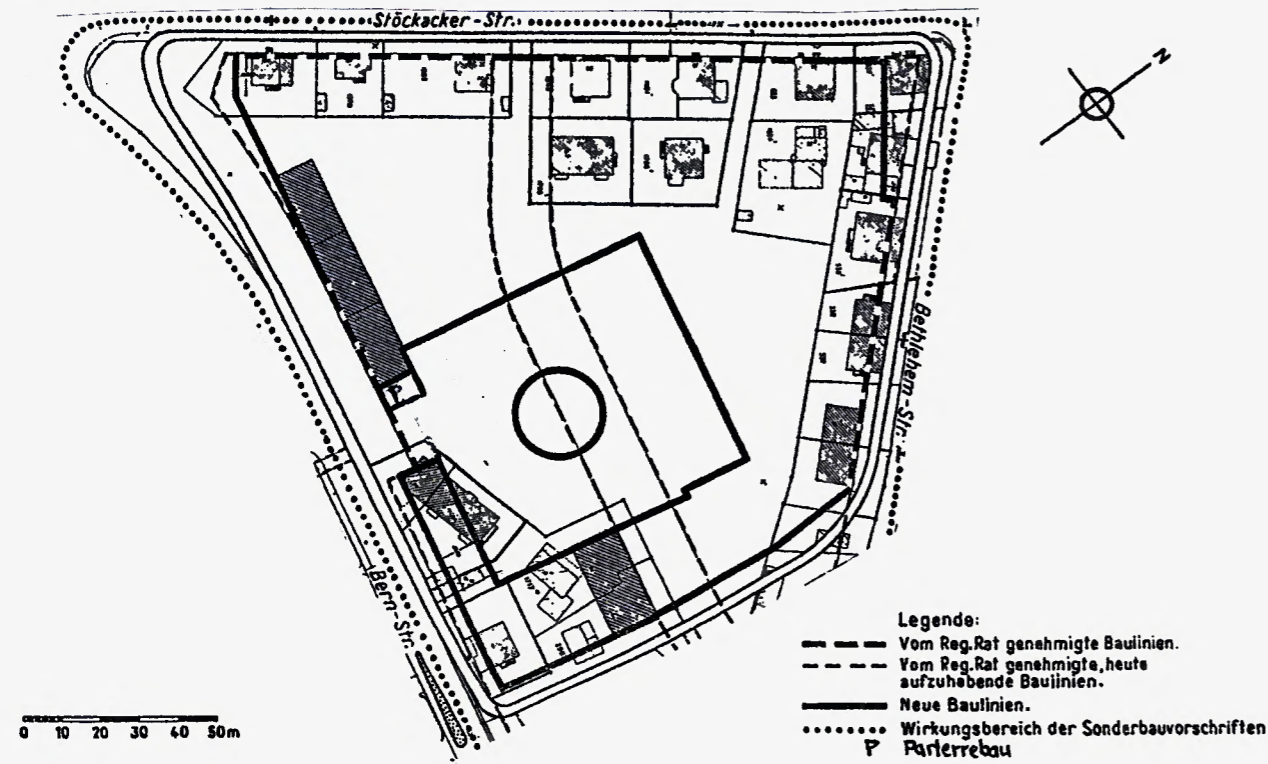 Stöckacker-Str.
N
Bethlehem-Str.
Bern-Str.
P
Legende:
Vom Reg.Rat genehmigte Baulinien.
Vom Reg.Rat genehmigte, heute
aufzuhebende Baulinien.
Neue Baulinien.
Wirkungsbereich der Sonderbauvorschriften
P Parterrebau
0 10 20 30 40 50m